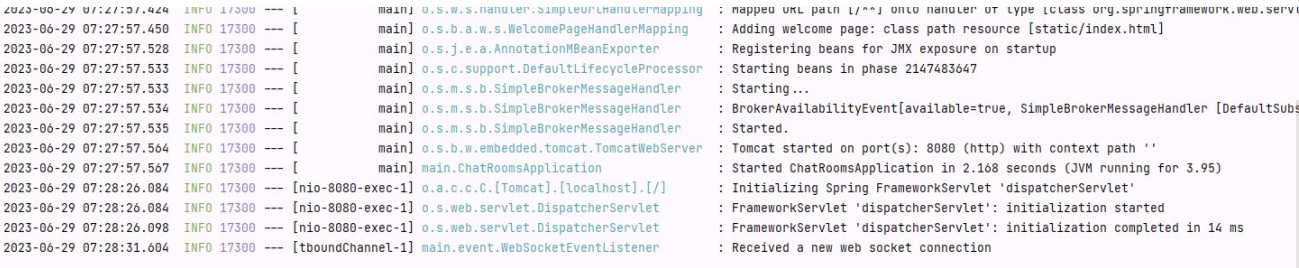 2023-06-29 07:27:57.424 INFO 17300 --- [ main] o.s.w.s.handler.SimpleUrlHandlerMapping : Mapped URL path [/**] onto handler of type [class org.springframework.web.servl
2023-06-29 07:27:57.450 INFO 17300 --- [ main] o.s.b.a.w.s.WelcomePageHandlerMapping : Adding welcome page: class path resource [static/index.html]
2023-06-29 07:27:57.528 INFO 17300 --- [ main] o.s.j.e.a.AnnotationMBeanExporter : Registering beans for JMX exposure on startup
2023-06-29 07:27:57.533 INFO 17300 --- [ main] o.s.c.support.DefaultLifecycleProcessor : Starting beans in phase 2147483647
2023-06-29 07:27:57.533 INFO 17300 --- [ main] o.s.m.s.b.SimpleBrokerMessageHandler : Starting...
2023-06-29 07:27:57.534 INFO 17300 --- [ main] o.s.m.s.b.SimpleBrokerMessageHandler : BrokerAvailabilityEvent[available=true, SimpleBrokerMessageHandler [DefaultSubs
2023-06-29 07:27:57.535 INFO 17300 --- [ main] o.s.m.s.b.SimpleBrokerMessageHandler : Started.
2023-06-29 07:27:57.564 INFO 17300 --- [ main] o.s.b.w.embedded.tomcat.TomcatWebServer : Tomcat started on port(s): 8080 (http) with context path ''
2023-06-29 07:27:57.567 INFO 17300 --- [ main] main.ChatRoomsApplication : Started ChatRoomsApplication in 2.168 seconds (JVM running for 3.95)
2023-06-29 07:28:26.084 INFO 17300 --- [nio-8080-exec-1] o.a.c.c.C.[Tomcat].[localhost].[/] : Initializing Spring FrameworkServlet 'dispatcherServlet'
2023-06-29 07:28:26.084 INFO 17300 --- [nio-8080-exec-1] o.s.web.servlet.DispatcherServlet : FrameworkServlet 'dispatcherServlet': initialization started
2023-06-29 07:28:26.098 INFO 17300 --- [nio-8080-exec-1] o.s.web.servlet.DispatcherServlet : FrameworkServlet 'dispatcherServlet': initialization completed in 14 ms
2023-06-29 07:28:31.604 INFO 17300 --- [tboundChannel-1] main.event.WebSocketEventListener : Received a new web socket connection